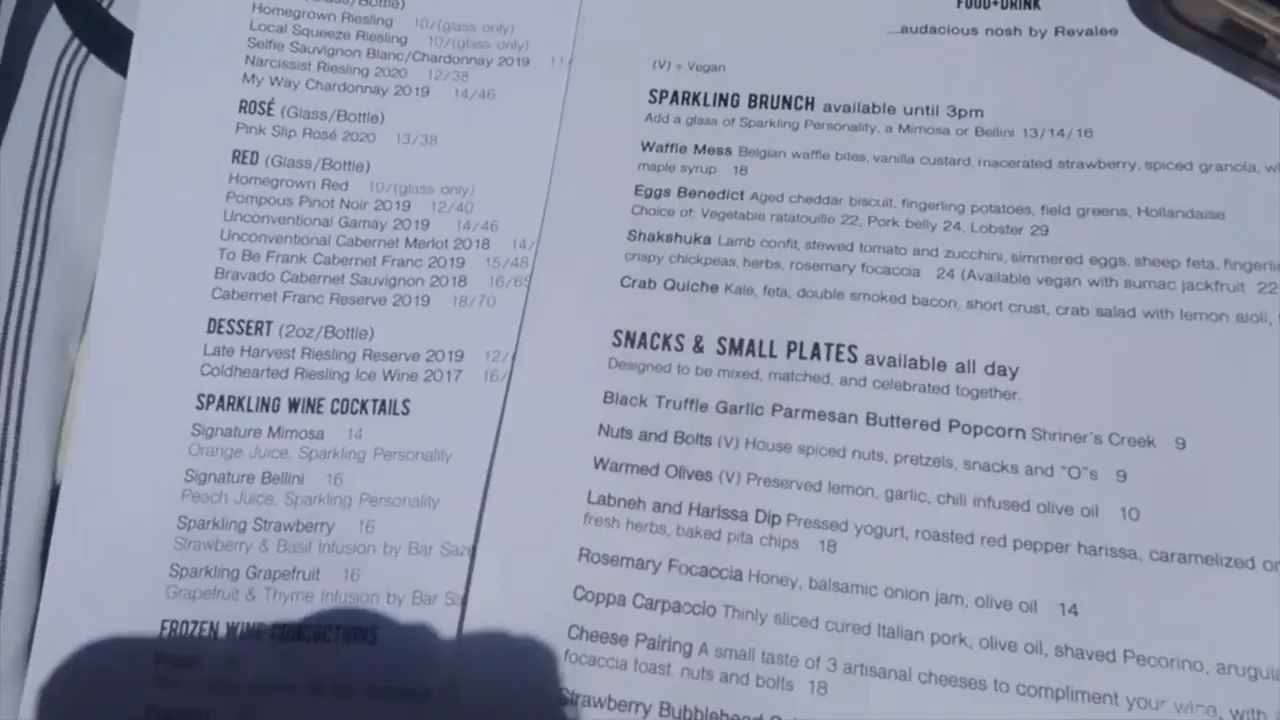 Homegrown Riesling 10/(glass only)
Local Squeeze Riesling 10/(glass only)
Selfie Sauvignon Blanc/Chardonnay 2019
Narcissist Riesling 2020 12/38
My Way Chardonnay 2019 14/46
ROSÉ (Glass/Bottle)
Pink Slip Rosé 2020 13/38
RED (Glass/Bottle)
Homegrown Red 10/(glass only)
Pompous Pinot Noir 2019 12/40
Unconventional Gamay 2019 14/46
Unconventional Cabernet Merlot 2018 14/
To Be Frank Cabernet Franc 2019 15/48
Bravado Cabernet Sauvignon 2018 16/65
Cabernet Franc Reserve 2019 18/70
DESSERT (2oz/Bottle)
Late Harvest Riesling Reserve 2019 12/
Coldhearted Riesling Ice Wine 2017 16/
SPARKLING WINE COCKTAILS
Signature Mimosa 14
Orange Juice, Sparkling Personality
Signature Bellini 16
Peach Juice, Sparkling Personality
Sparkling Strawberry 16
Strawberry & Basil Infusion by Bar
Sparkling Grapefruit 16
Grapefruit & Thyme Infusion by Bar
FROZEN WINE
FOOD+DRINK
...audacious nosh by Revalee
(V) = Vegan
SPARKLING BRUNCH available until 3pm
Add a glass of Sparkling Personality, a Mimosa or Bellini 13/14/16
Waffle Mess Belgian waffle bites, vanilla custard, macerated strawberry, spiced granola,
maple syrup 18
Eggs Benedict Aged cheddar biscuit, fingerling potatoes, field greens, Hollandaise
Choice of: Vegetable ratatouille 22, Pork belly 24, Lobster 29
Shakshuka Lamb confit, stewed tomato and zucchini, simmered eggs, sheep feta,
crispy chickpeas, herbs, rosemary focaccia 24 (Available vegan with sumac jackfruit 22
Crab Quiche Kale, feta, double smoked bacon, short crust, crab salad with lemon aioli,
SNACKS & SMALL PLATES available all day
Designed to be mixed, matched, and celebrated together.
Black Truffle Garlic Parmesan Buttered Popcorn Shriner's Creek 9
Nuts and Bolts (V) House spiced nuts, pretzels, snacks and "O"s 9
Warmed Olives (V) Preserved lemon, garlic, chili infused olive oil 10
Labneh and Harissa Dip Pressed yogurt, roasted red pepper harissa, caramelized
fresh herbs, baked pita chips 18
Rosemary Focaccia Honey, balsamic onion jam, olive oil 14
Coppa Carpaccio Thinly sliced cured Italian pork, olive oil, shaved Pecorino,
Cheese Pairing A small taste of 3 artisanal cheeses to compliment your wine, with
focaccia toast, nuts and bolts 18
Strawberry Bubblehead